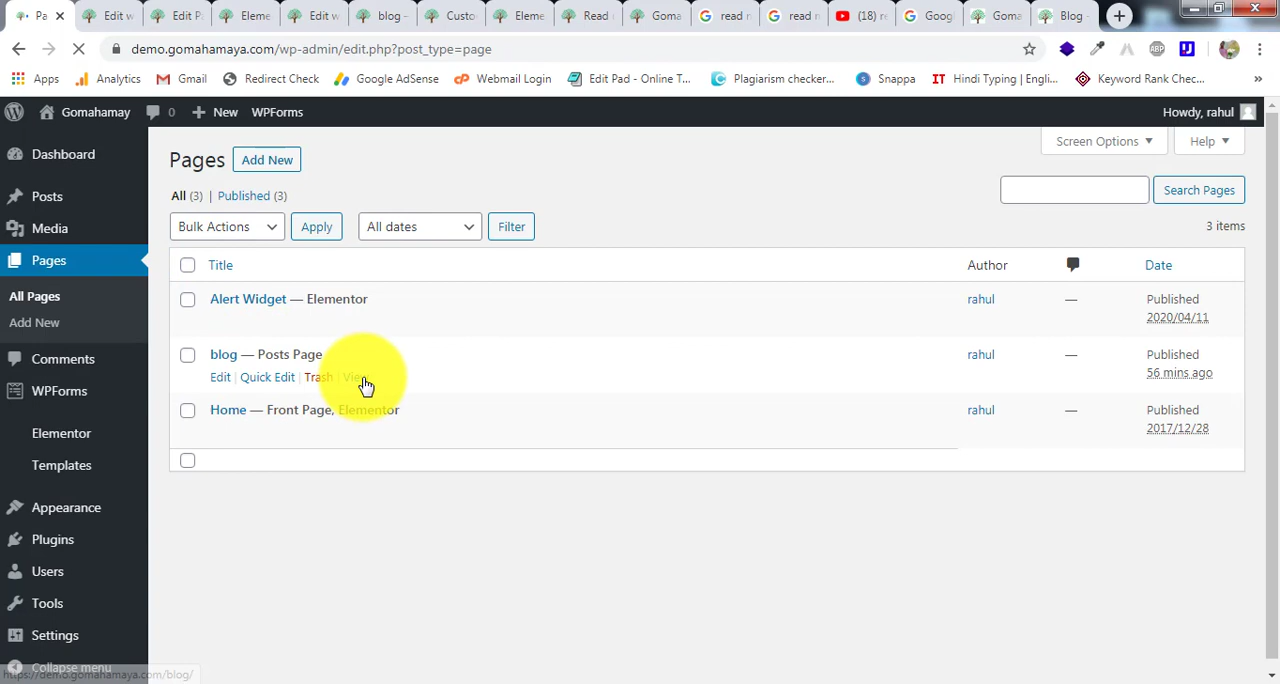 Pa
Edit w
Edit P
Eleme
Edit w
blog –
Custo
Eleme
Read
Goma
read n
read n
(18) r
Goog
Goma
Blog -
demo.gomahamaya.com/wp-admin/edit.php?post_type=page
Apps
Analytics
Gmail
Redirect Check
Google AdSense
Webmail Login
Edit Pad - Online T...
Plagiarism checker...
Snappa
Hindi Typing | Engli...
Keyword Rank Chec...
»
Gomahamay
0
New
WPForms
Howdy, rahul
Dashboard
Posts
Media
Pages
All Pages
Add New
Comments
WPForms
Elementor
Templates
Appearance
Plugins
Users
Tools
Settings
Collapse menu
https://demo.gomahamaya.com/blog/
Screen Options
Help
Pages
Add New
All (3) | Published (3)
Search Pages
Bulk Actions
Apply
All dates
Filter
3 items
Title
Author
Date
Alert Widget — Elementor
rahul
—
Published
2020/04/11
blog — Posts Page
rahul
—
Published
Edit | Quick Edit | Trash | View
56 mins ago
Home — Front Page, Elementor
rahul
—
Published
2017/12/28